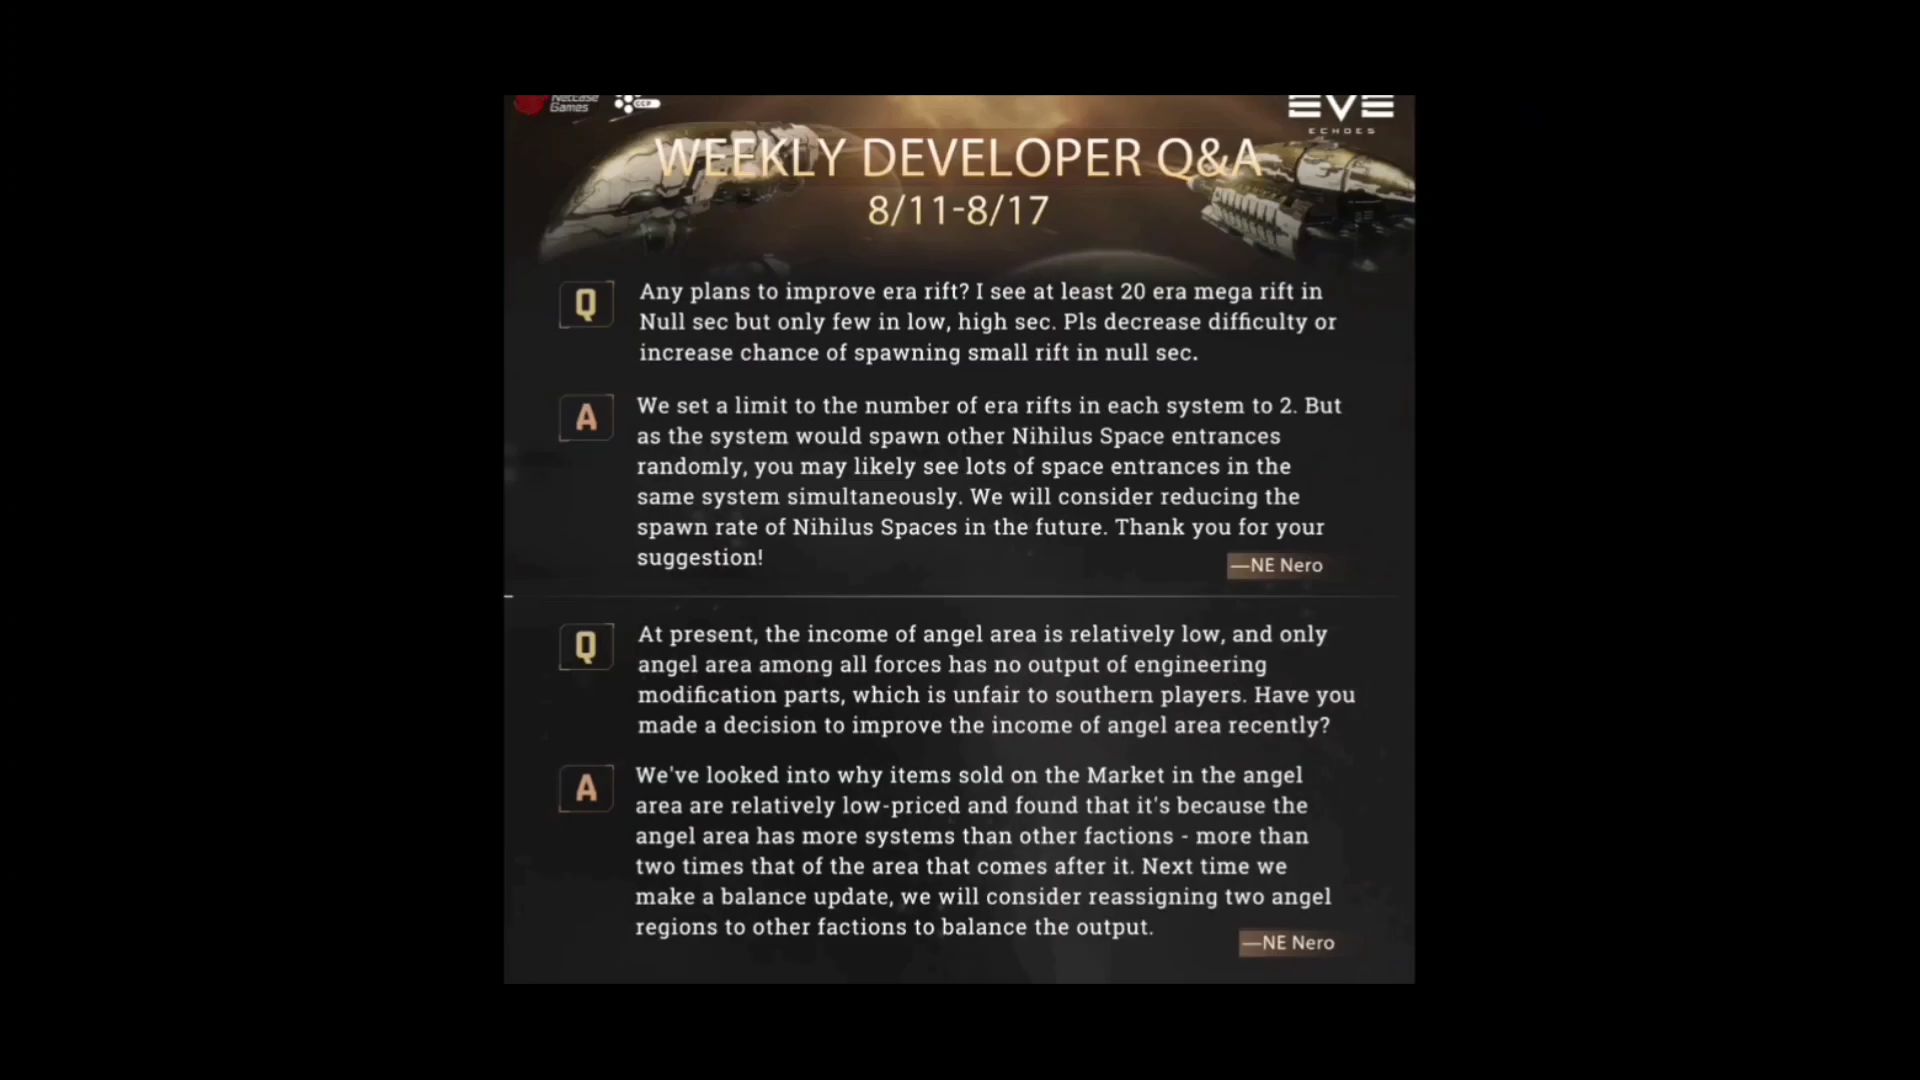 NetEase
Games
CCP
EVE
ECHOES
WEEKLY DEVELOPER Q&A
8/11-8/17
Q
Any plans to improve era rift? I see at least 20 era mega rift in
Null sec but only few in low, high sec. Pls decrease difficulty or
increase chance of spawning small rift in null sec.
A
We set a limit to the number of era rifts in each system to 2. But
as the system would spawn other Nihilus Space entrances
randomly, you may likely see lots of space entrances in the
same system simultaneously. We will consider reducing the
spawn rate of Nihilus Spaces in the future. Thank you for your
suggestion!
—NE Nero
Q
At present, the income of angel area is relatively low, and only
angel area among all forces has no output of engineering
modification parts, which is unfair to southern players. Have you
made a decision to improve the income of angel area recently?
A
We've looked into why items sold on the Market in the angel
area are relatively low-priced and found that it's because the
angel area has more systems than other factions - more than
two times that of the area that comes after it. Next time we
make a balance update, we will consider reassigning two angel
regions to other factions to balance the output.
—NE Nero